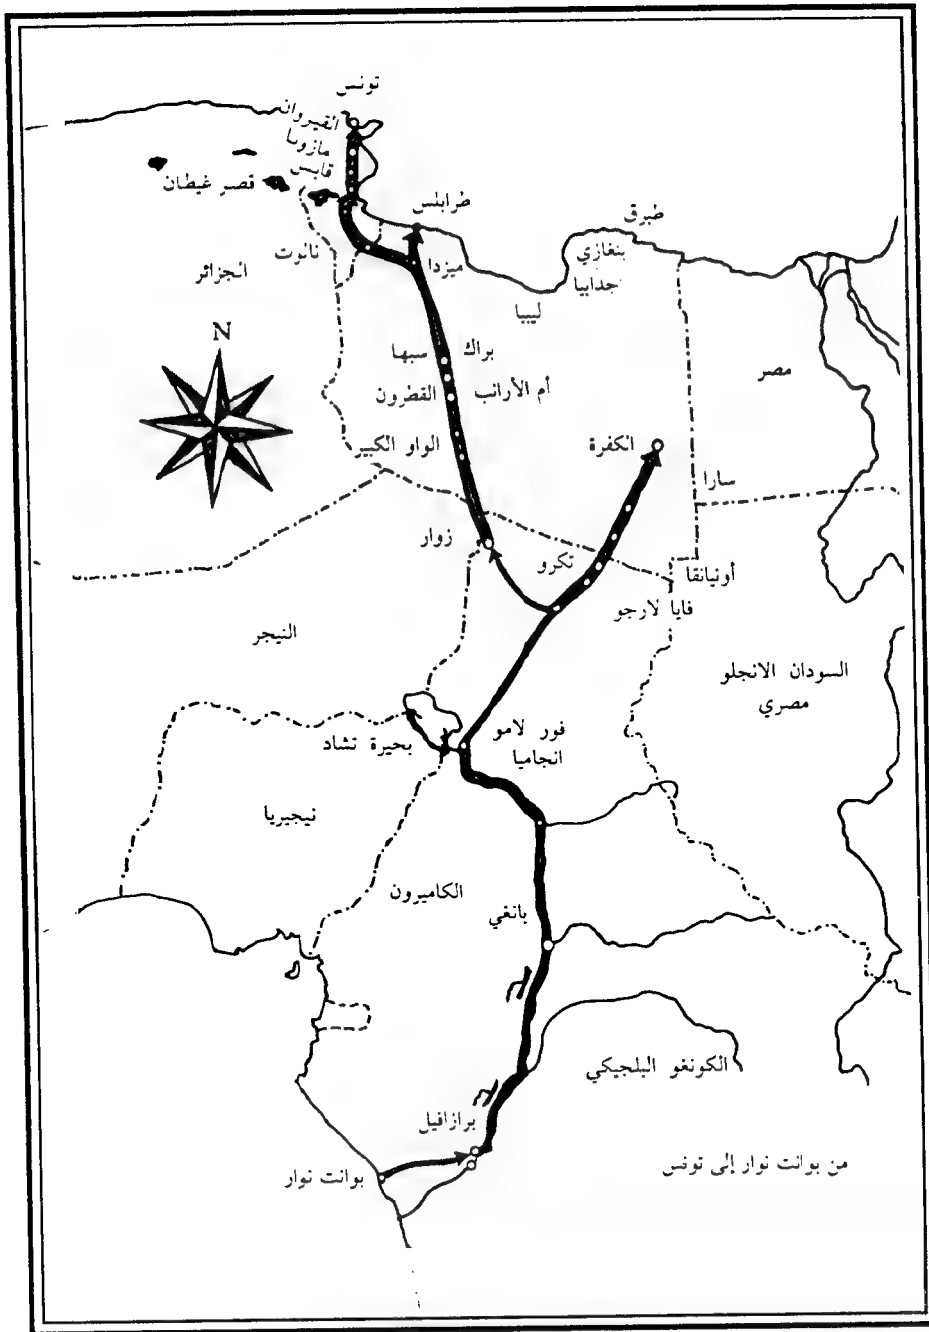 تونس
القيروان
مازونا
قابس
قصر غيطان
طرابلس
طبرق
بنغازي
جدابيا
نالوت
ميزدا
الجزائر
ليبيا
N
براك
سبها
مصر
أم الأرانب
القطرون
الكفرة
الواو الكبير
سارا
زوار
تكرو
أونيانقا
فايا لارجو
النيجر
السودان الانجلو
مصري
فور لامو
انجاميا
بحيرة تشاد
نيجيريا
الكاميرون
بانغي
الكونغو البلجيكي
برازافيل
من بوانت نوار إلى تونس
بوانت نوار